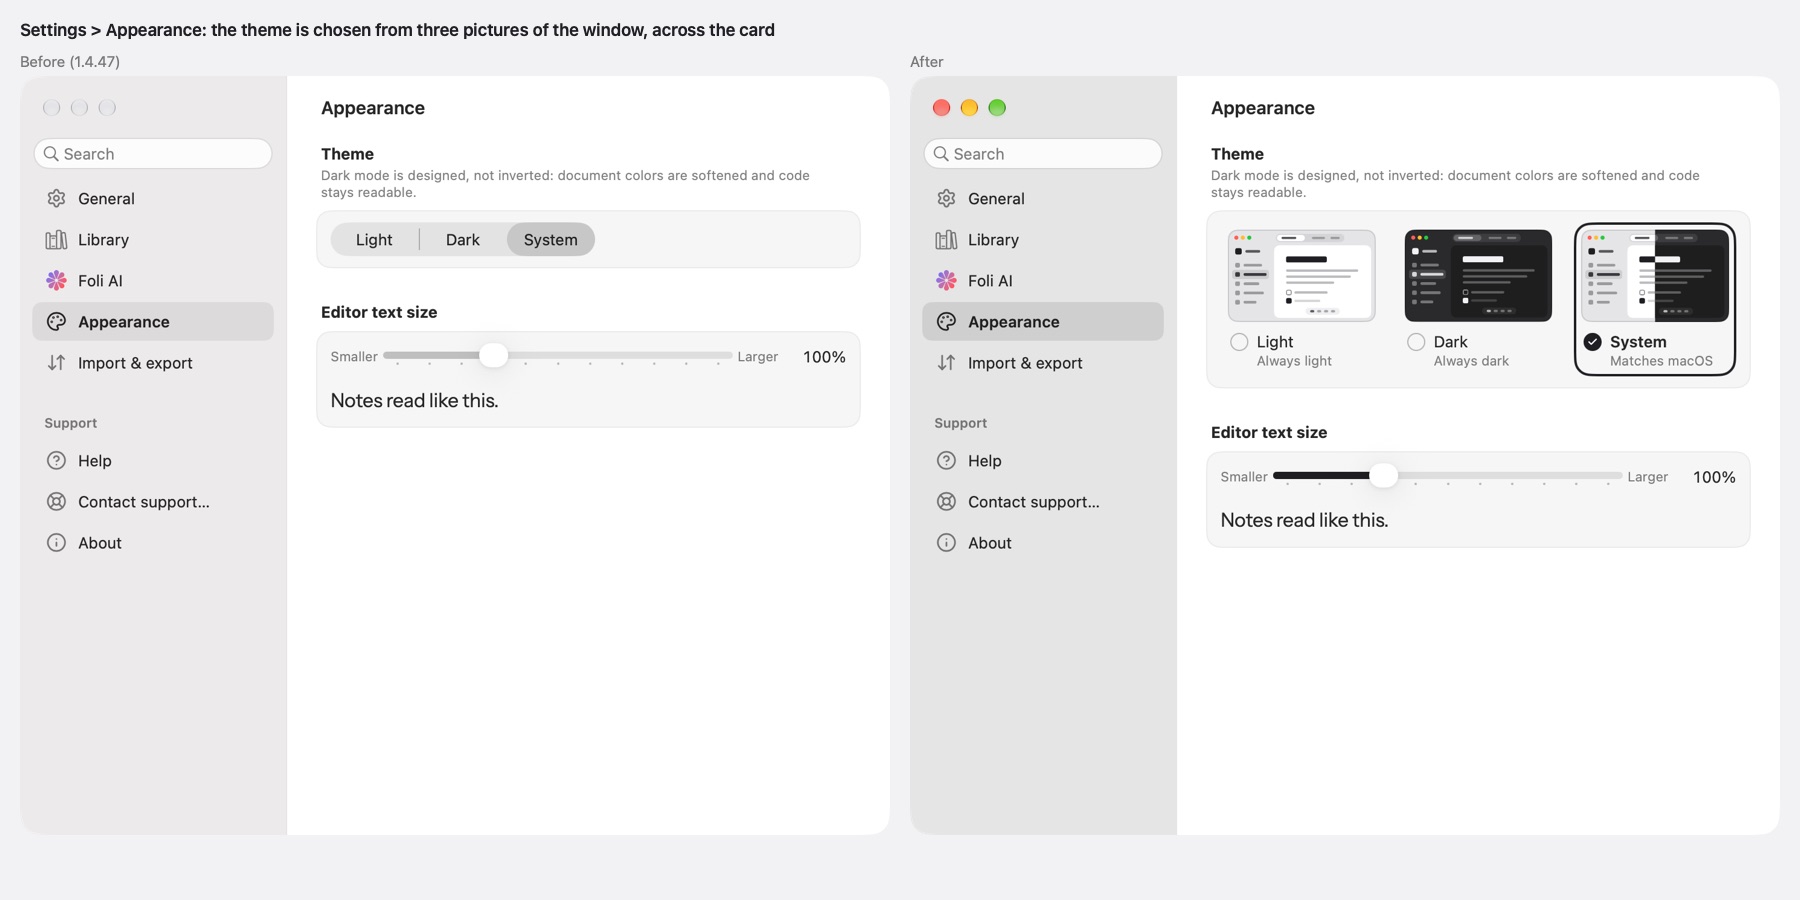 Settings > Appearance: the theme is chosen from three pictures of the window, across the card
Before (1.4.47)
Search
General
Library
Foli AI
Appearance
Import & export
Support
Help
Contact support...
About
Appearance
Theme
Dark mode is designed, not inverted: document colors are softened and code
stays readable.
Light
Dark
System
Editor text size
Smaller
Larger
100%
Notes read like this.
After
Search
General
Library
Foli AI
Appearance
Import & export
Support
Help
Contact support...
About
Appearance
Theme
Dark mode is designed, not inverted: document colors are softened and code
stays readable.
Light
Always light
Dark
Always dark
System
Matches macOS
Editor text size
Smaller
Larger
100%
Notes read like this.